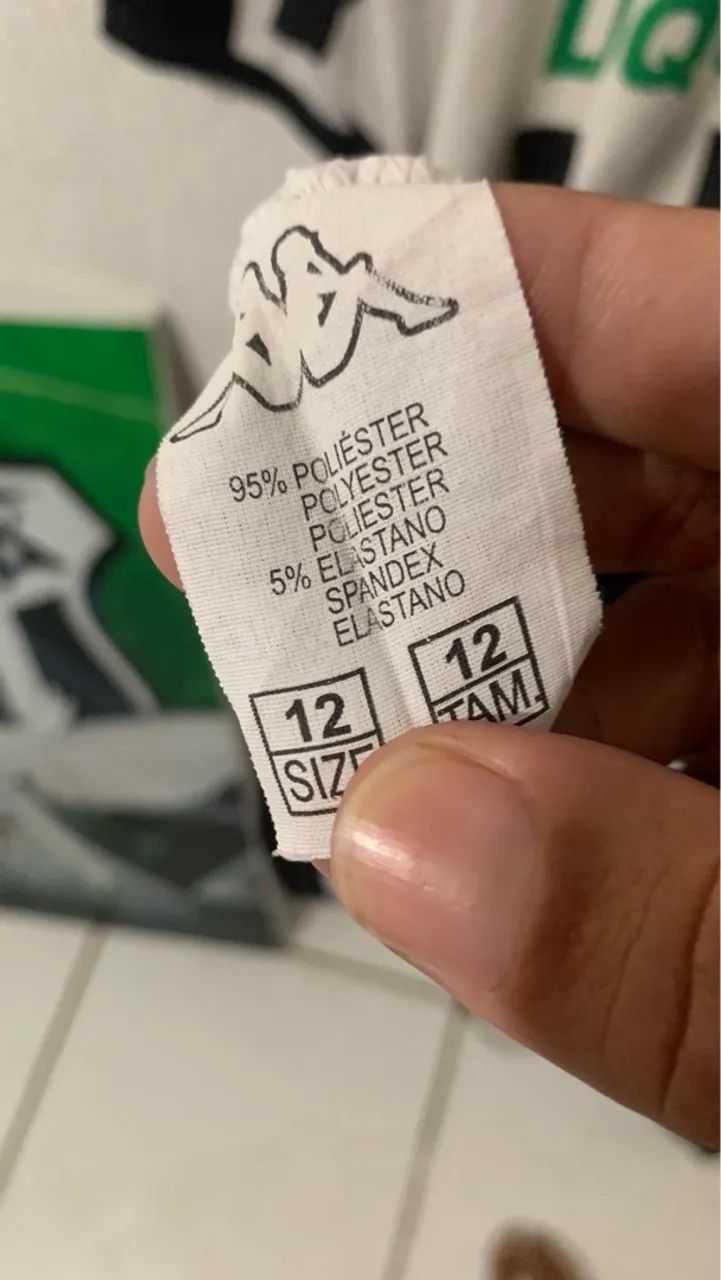 95% POLIÉSTER
POLYESTER
POLIESTER
5% ELASTANO
SPANDEX
ELASTANO
12
TAM.
12
SIZE